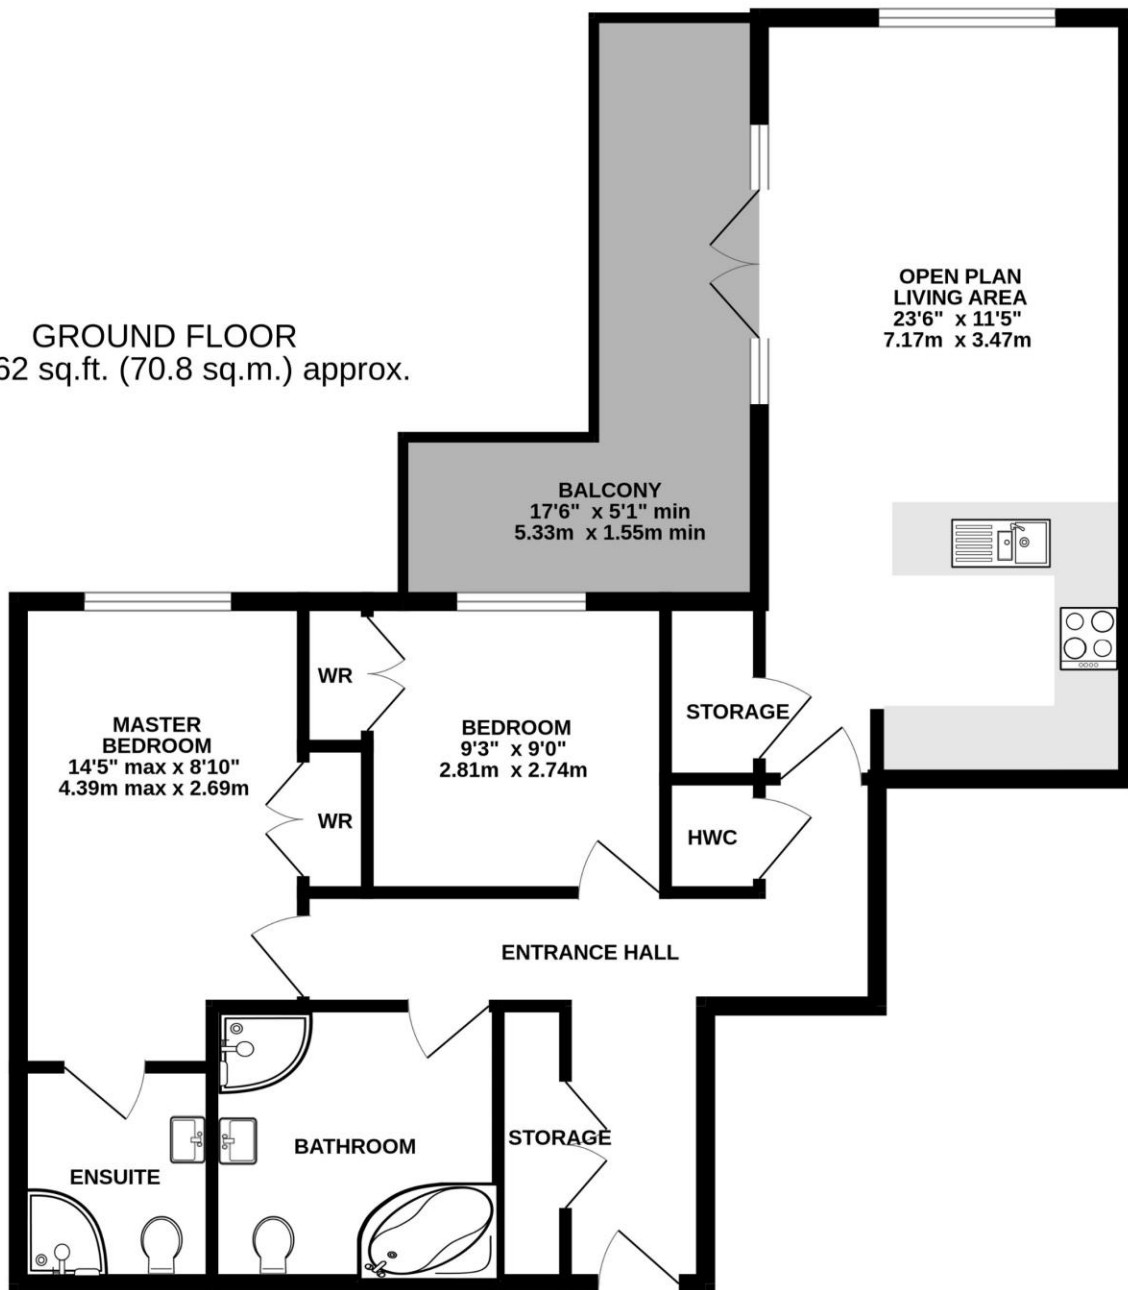 OPEN PLAN
LIVING AREA
23'6" x 11'5"
7.17m x 3.47m
GROUND FLOOR
62 sq.ft. (70.8 sq.m.) approx.
BALCONY
17'6" x 5'1" min
5.33m x 1.55m min
WR
STORAGE
MASTER
BEDROOM
14'5" max x 8'10"
4.39m max x 2.69m
BEDROOM
9'3" x 9'0"
2.81m x 2.74m
WR
HWC
ENTRANCE HALL
STORAGE
BATHROOM
ENSUITE